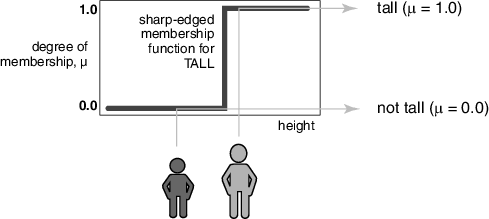 1.0
sharp-edged
membership
function for
TALL
degree of
membership, μ
0.0
height
tall (μ = 1.0)
not tall (μ = 0.0)